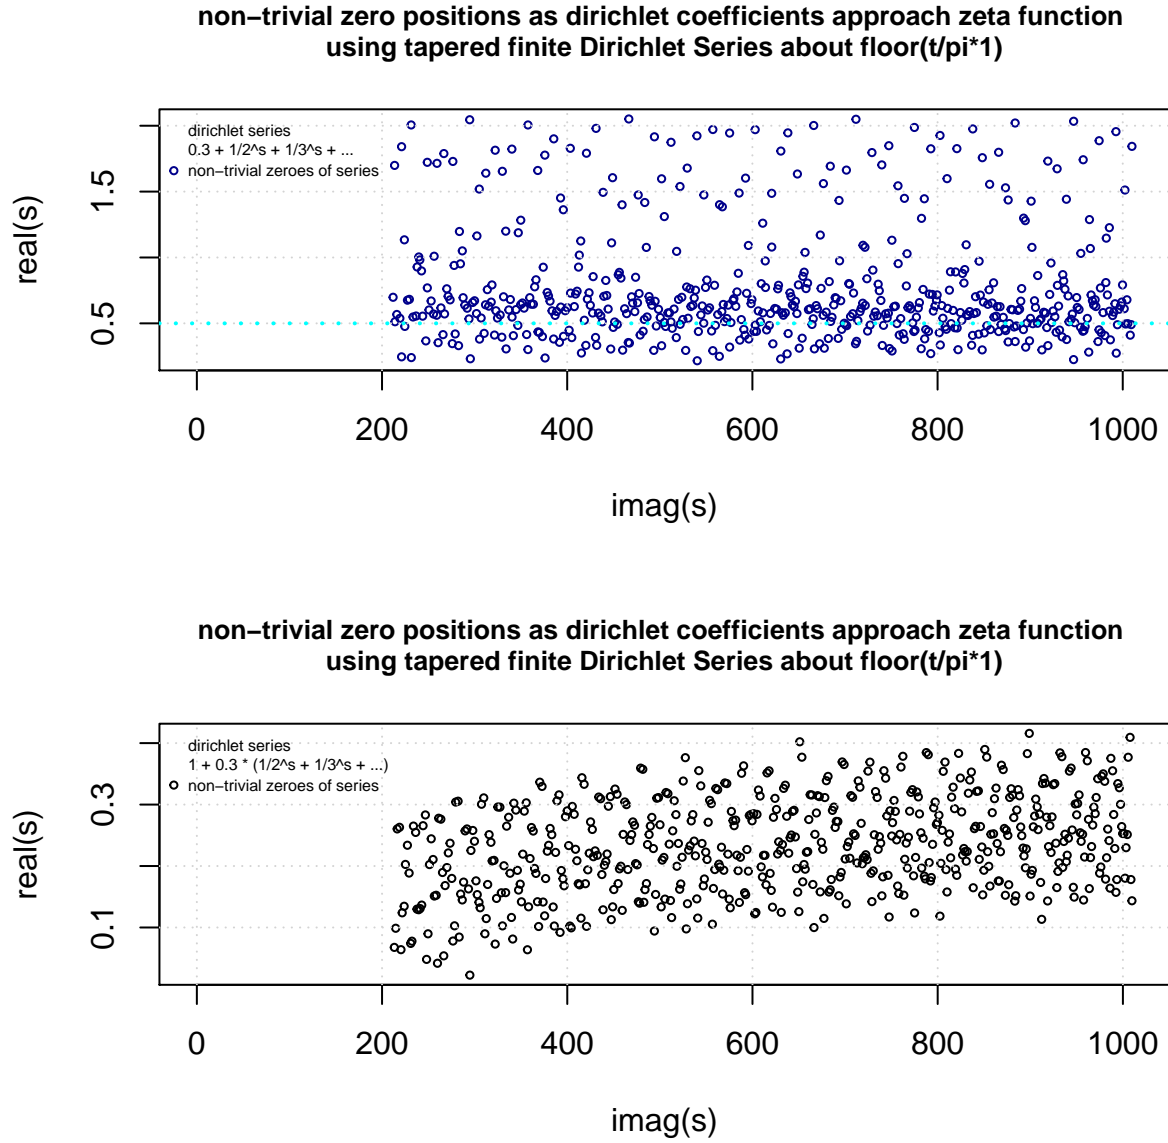 non−trivial zero positions as dirichlet coefficients approach zeta function
using tapered finite Dirichlet Series about floor(t/pi*1)
dirichlet series
0.3 + 1/2^s + 1/3^s + ...
non−trivial zeroes of series
real(s)
1.5
0.5
0 200 400 600 800 1000
imag(s)
non−trivial zero positions as dirichlet coefficients approach zeta function
using tapered finite Dirichlet Series about floor(t/pi*1)
dirichlet series
1 + 0.3 * (1/2^s + 1/3^s + ...)
non−trivial zeroes of series
real(s)
0.3
0.1
0 200 400 600 800 1000
imag(s)